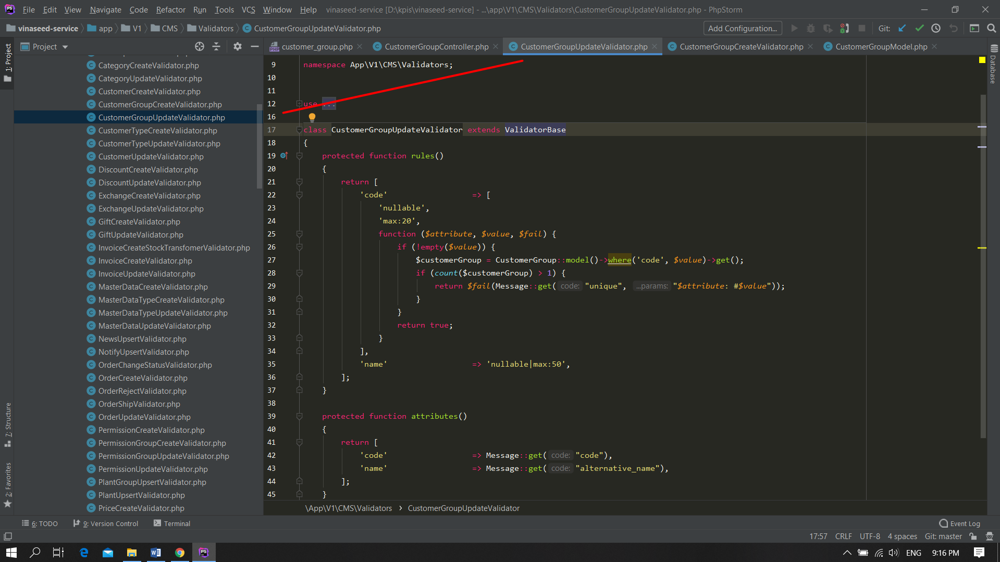 File Edit View Navigate Code Refactor Run Tools VCS Window Help vinaseed-service [D:\kpis\vinaseed-service] - ...\app\V1\CMS\Validators\CustomerGroupUpdateValidator.php - PhpStorm
vinaseed-service app V1 CMS Validators CustomerGroupUpdateValidator.php Add Configuration... Git:
Project customer_group.php CustomerGroupController.php CustomerGroupUpdateValidator.php CustomerGroupCreateValidator.php CustomerGroupModel.php
1: Project
7: Structure
2: Favorites
Database
CategoryCreateValidator.php
CategoryUpdateValidator.php
CustomerCreateValidator.php
CustomerGroupCreateValidator.php
CustomerGroupUpdateValidator.php
CustomerTypeCreateValidator.php
CustomerTypeUpdateValidator.php
CustomerUpdateValidator.php
DiscountCreateValidator.php
DiscountUpdateValidator.php
ExchangeCreateValidator.php
ExchangeUpdateValidator.php
GiftCreateValidator.php
GiftUpdateValidator.php
InvoiceCreateStockTransfomerValidator.php
InvoiceCreateValidator.php
InvoiceUpdateValidator.php
MasterDataCreateValidator.php
MasterDataTypeCreateValidator.php
MasterDataTypeUpdateValidator.php
MasterDataUpdateValidator.php
NewsUpsertValidator.php
NotifyUpsertValidator.php
OrderChangeStatusValidator.php
OrderCreateValidator.php
OrderRejectValidator.php
OrderShipValidator.php
OrderUpdateValidator.php
PermissionCreateValidator.php
PermissionGroupCreateValidator.php
PermissionGroupUpdateValidator.php
PermissionUpdateValidator.php
PlantGroupUpsertValidator.php
PlantUpsertValidator.php
PriceCreateValidator.php
9 namespace App\V1\CMS\Validators;
10
11
12 use ...
16
17 class CustomerGroupUpdateValidator extends ValidatorBase
18 {
19 protected function rules()
20 {
21 return [
22 'code' => [
23 'nullable',
24 'max:20',
25 function ($attribute, $value, $fail) {
26 if (!empty($value)) {
27 $customerGroup = CustomerGroup::model()->where('code', $value)->get();
28 if (count($customerGroup) > 1) {
29 return $fail(Message::get( code: "unique", ...params: "$attribute: #$value"));
30 }
31 }
32 return true;
33 }
34 ],
35 'name' => 'nullable|max:50',
36 ];
37 }
38
39 protected function attributes()
40 {
41 return [
42 'code' => Message::get( code: "code"),
43 'name' => Message::get( code: "alternative_name"),
44 ];
45 }
\App\V1\CMS\Validators › CustomerGroupUpdateValidator
6: TODO 9: Version Control Terminal Event Log
17:57 CRLF UTF-8 4 spaces Git: master
ENG 9:16 PM